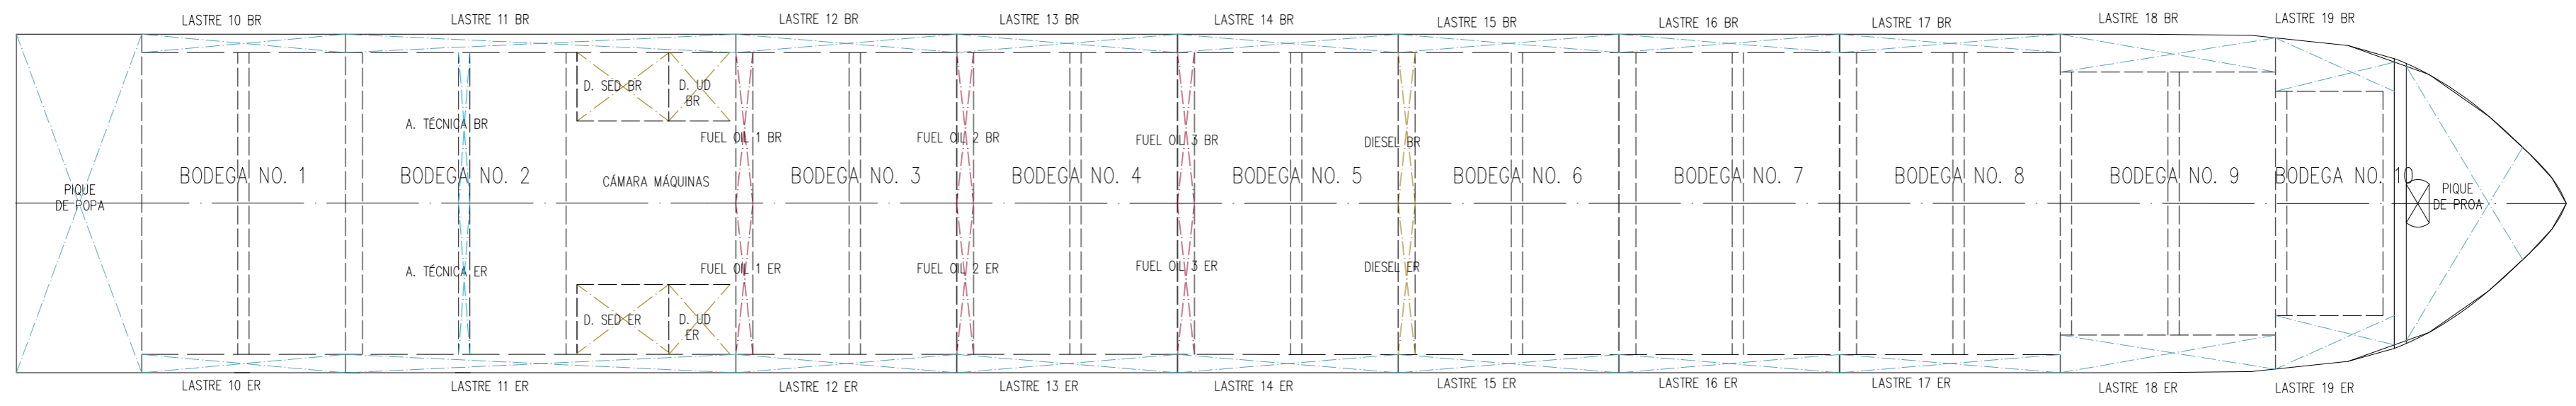 LASTRE 10 BR
LASTRE 11 BR
LASTRE 12 BR
LASTRE 13 BR
LASTRE 14 BR
LASTRE 15 BR
LASTRE 16 BR
LASTRE 17 BR
LASTRE 18 BR
LASTRE 19 BR
D. SED BR
D. UD
BR
A. TÉCNICA BR
FUEL OIL 1 BR
FUEL OIL 2 BR
FUEL OIL 3 BR
DIESEL BR
PIQUE
DE POPA
BODEGA NO. 1
BODEGA NO. 2
CÁMARA MÁQUINAS
BODEGA NO. 3
BODEGA NO. 4
BODEGA NO. 5
BODEGA NO. 6
BODEGA NO. 7
BODEGA NO. 8
BODEGA NO. 9
BODEGA NO. 10
PIQUE
DE PROA
A. TÉCNICA ER
FUEL OIL 1 ER
FUEL OIL 2 ER
FUEL OIL 3 ER
DIESEL ER
D. SED ER
D. UD
ER
LASTRE 10 ER
LASTRE 11 ER
LASTRE 12 ER
LASTRE 13 ER
LASTRE 14 ER
LASTRE 15 ER
LASTRE 16 ER
LASTRE 17 ER
LASTRE 18 ER
LASTRE 19 ER